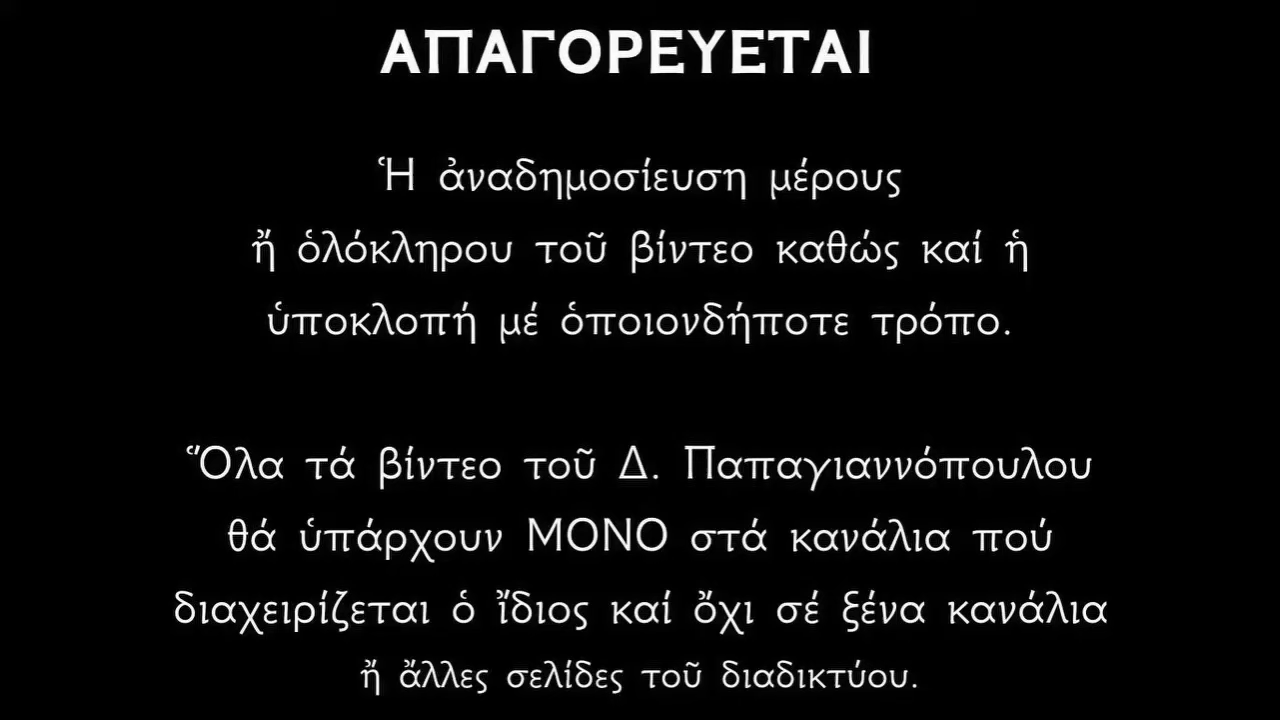 ΑΠΑΓΟΡΕΥΕΤΑΙ
Ἡ ἀναδημοσίευση μέρους
ἤ ὁλόκληρου τοῦ βίντεο καθώς καί ἡ
ὑποκλοπή μέ ὁποιονδήποτε τρόπο.
Ὅλα τά βίντεο τοῦ Δ. Παπαγιαννόπουλου
θά ὑπάρχουν ΜΟΝΟ στά κανάλια πού
διαχειρίζεται ὁ ἴδιος καί ὄχι σέ ξένα κανάλια
ἤ ἄλλες σελίδες τοῦ διαδικτύου.